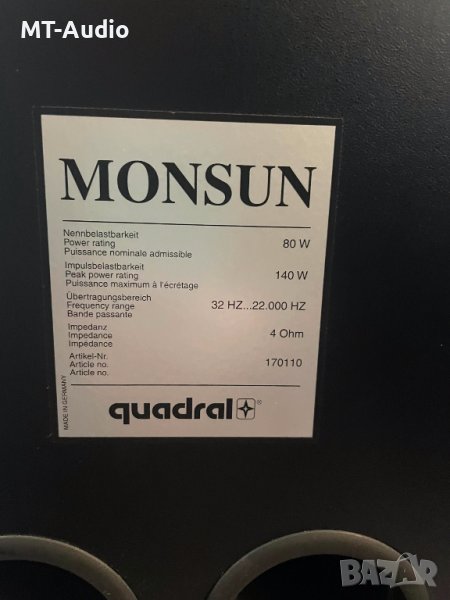 MT-Audio
MONSUN
Nennbelastbarkeit
Power rating
Puissance nominale admissible
80 W
Impulsbelastbarkeit
Peak power rating
Puissance maximum à l'écrêtage
140 W
Übertragungsbereich
Frequency range
Bande passante
32 HZ...22.000 HZ
Impedanz
Impedance
Impedance
4 Ohm
Artikel-Nr.
Article no.
Article no.
170110
MADE IN GERMANY
quadral®
BAZAR